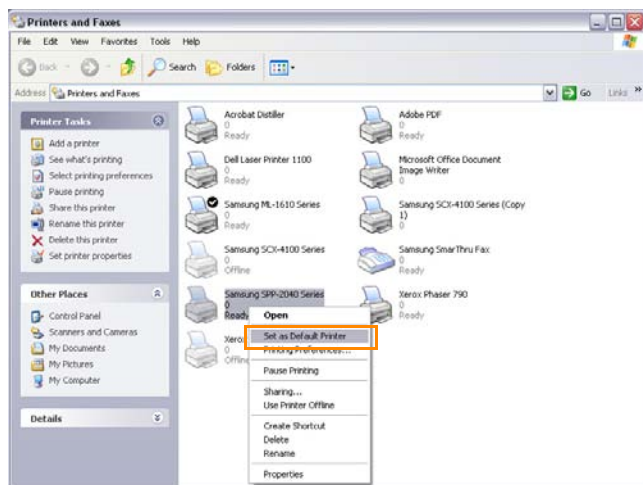 Printers and Faxes
File Edit View Favorites Tools Help
Back Search Folders
Address Printers and Faxes Go Links »
Printer Tasks
Add a printer
See what's printing
Select printing preferences
Pause printing
Share this printer
Rename this printer
Delete this printer
Set printer properties
Other Places
Control Panel
Scanners and Cameras
My Documents
My Pictures
My Computer
Details
Acrobat Distiller
0
Ready
Adobe PDF
0
Ready
Dell Laser Printer 1100
0
Ready
Microsoft Office Document
Image Writer
0
Samsung ML-1610 Series
0
Ready
Samsung SCX-4100 Series (Copy
1)
0
Samsung SCX-4100 Series
0
Offline
Samsung SmarThru Fax
0
Ready
Samsung SPP-2040 Series
0
Ready
Xerox Phaser 790
0
Ready
Xerox
0
Offline
Open
Set as Default Printer
Printing Preferences...
Pause Printing
Sharing...
Use Printer Offline
Create Shortcut
Delete
Rename
Properties